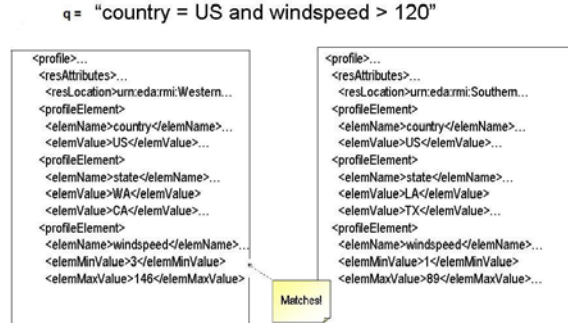 q = "country = US and windspeed > 120"
<profile>...
<resAttributes>...
<resLocation>urn:eda:rmi:Western...
<profileElement>
<elemName>country</elemName>...
<elemValue>US</elemValue>...
<profileElement>
<elemName>state</elemName>...
<elemValue>WA</elemValue>
<elemValue>CA</elemValue>...
<profileElement>
<elemName>windspeed</elemName>...
<elemMinValue>3</elemMinValue>
<elemMaxValue>146</elemMaxValue>
<profile>...
<resAttributes>...
<resLocation>urn:eda:rmi:Southern...
<profileElement>
<elemName>country</elemName>...
<elemValue>US</elemValue>...
<profileElement>
<elemName>state</elemName>...
<elemValue>LA</elemValue>
<elemValue>TX</elemValue>...
<profileElement>
<elemName>windspeed</elemName>...
<elemMinValue>1</elemMinValue>
<elemMaxValue>89</elemMaxValue>...
Matches!